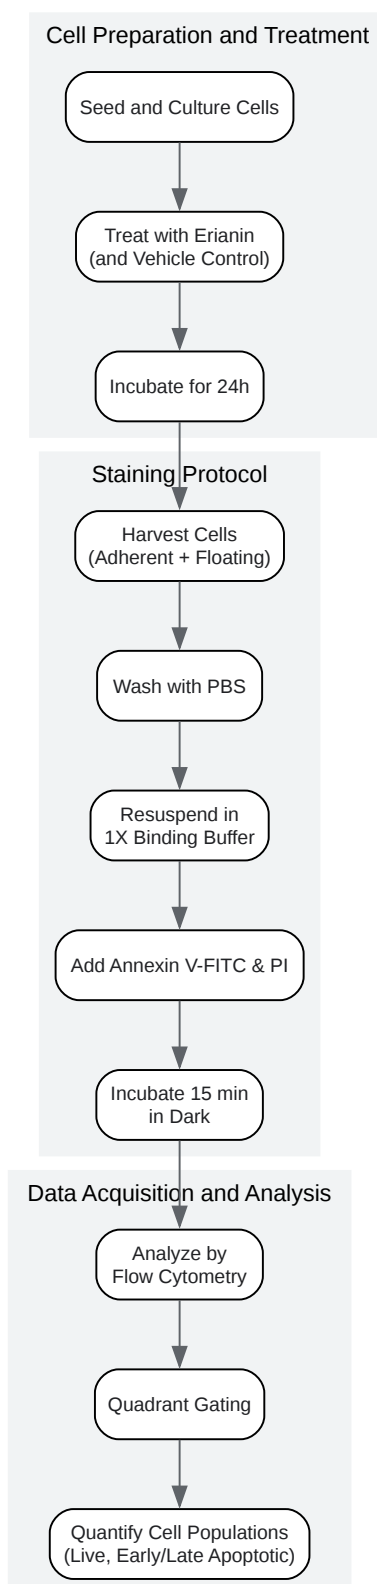 Cell Preparation and Treatment
Seed and Culture Cells
Treat with Erianin
(and Vehicle Control)
Incubate for 24h
Staining Protocol
Harvest Cells
(Adherent + Floating)
Wash with PBS
Resuspend in
1X Binding Buffer
Add Annexin V-FITC & PI
Incubate 15 min
in Dark
Data Acquisition and Analysis
Analyze by
Flow Cytometry
Quadrant Gating
Quantify Cell Populations
(Live, Early/Late Apoptotic)